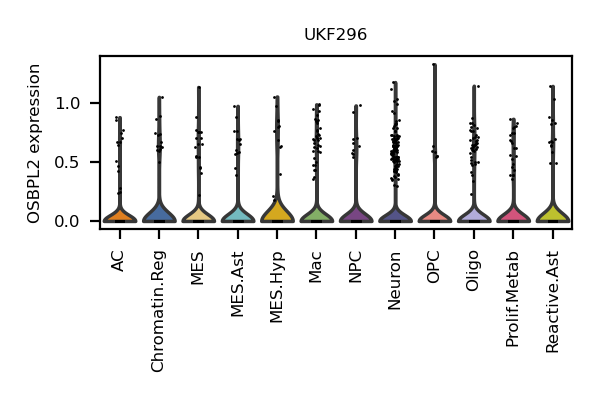 UKF296
OSBPL2 expression
1.0
0.5
0.0
AC
Chromatin.Reg
MES
MES.Ast
MES.Hyp
Mac
NPC
Neuron
OPC
Oligo
Prolif.Metab
Reactive.Ast